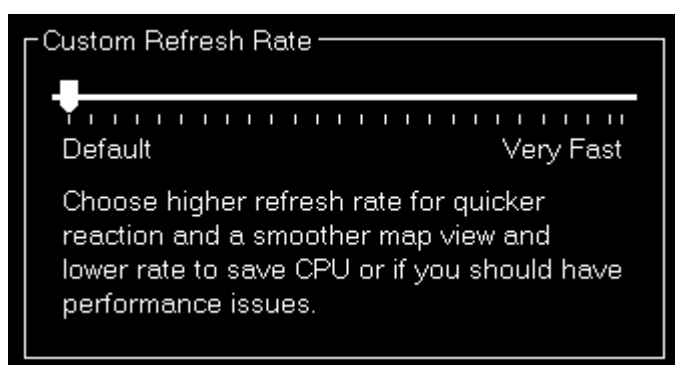 Custom Refresh Rate
Default
Very Fast
Choose higher refresh rate for quicker
reaction and a smoother map view and
lower rate to save CPU or if you should have
performance issues.